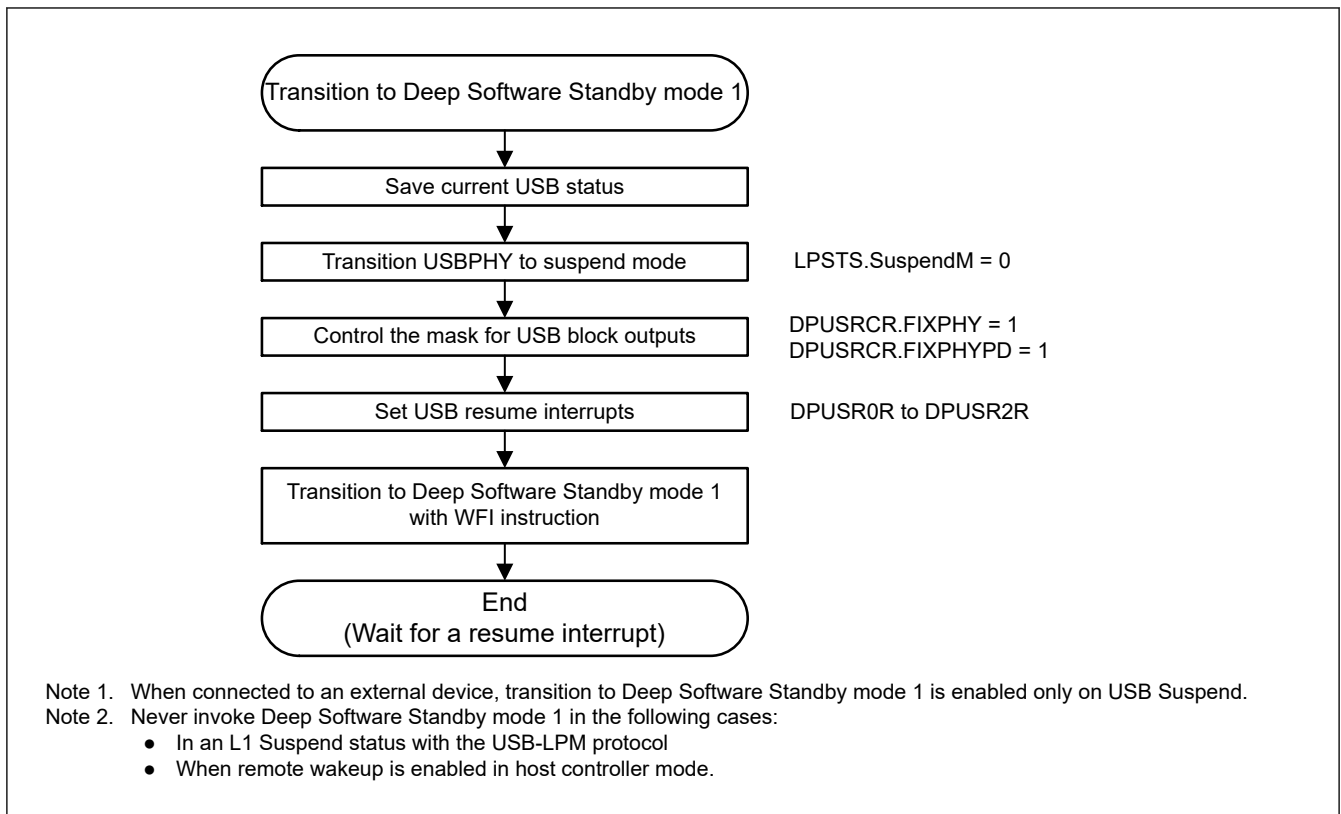 Transition to Deep Software Standby mode 1
Save current USB status
Transition USBPHY to suspend mode
LPSTS.SuspendM = 0
Control the mask for USB block outputs
DPUSRCR.FIXPHY = 1
DPUSRCR.FIXPHYPD = 1
Set USB resume interrupts
DPUSR0R to DPUSR2R
Transition to Deep Software Standby mode 1
with WFI instruction
End
(Wait for a resume interrupt)
Note 1. When connected to an external device, transition to Deep Software Standby mode 1 is enabled only on USB Suspend.
Note 2. Never invoke Deep Software Standby mode 1 in the following cases:
● In an L1 Suspend status with the USB-LPM protocol
● When remote wakeup is enabled in host controller mode.